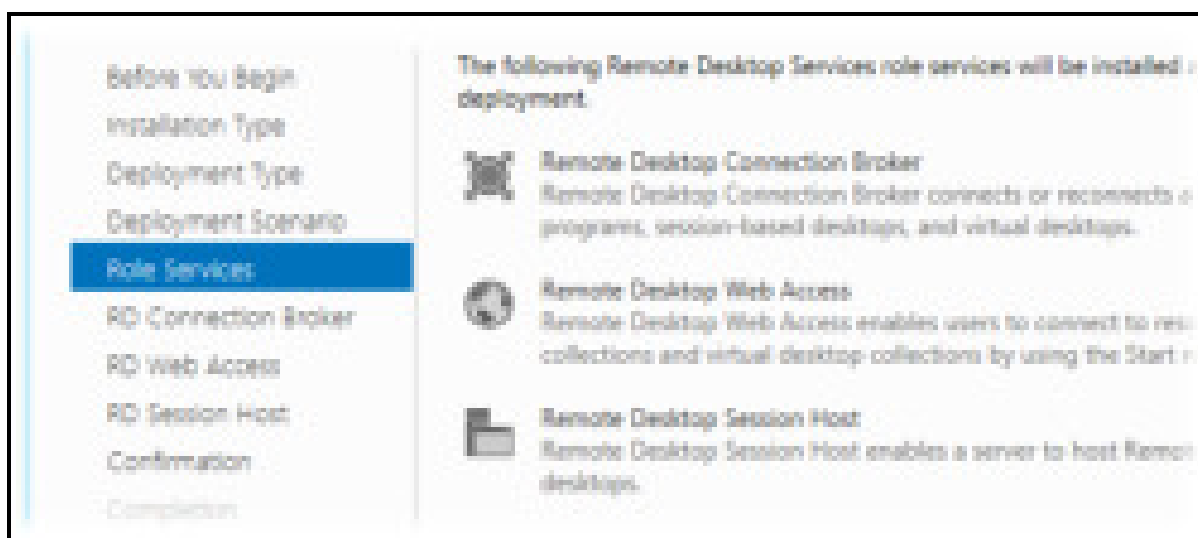 Before You Begin
Installation Type
Deployment Type
Deployment Scenario
Role Services
RD Connection Broker
RD Web Access
RD Session Host
Confirmation
Completion
The following Remote Desktop Services role services will be installed
deployment.
Remote Desktop Connection Broker
Remote Desktop Connection Broker connects or reconnects
programs, session-based desktops, and virtual desktops.
Remote Desktop Web Access
Remote Desktop Web Access enables users to connect to
collections and virtual desktop collections by using the Start
Remote Desktop Session Host
Remote Desktop Session Host enables a server to host
desktops.